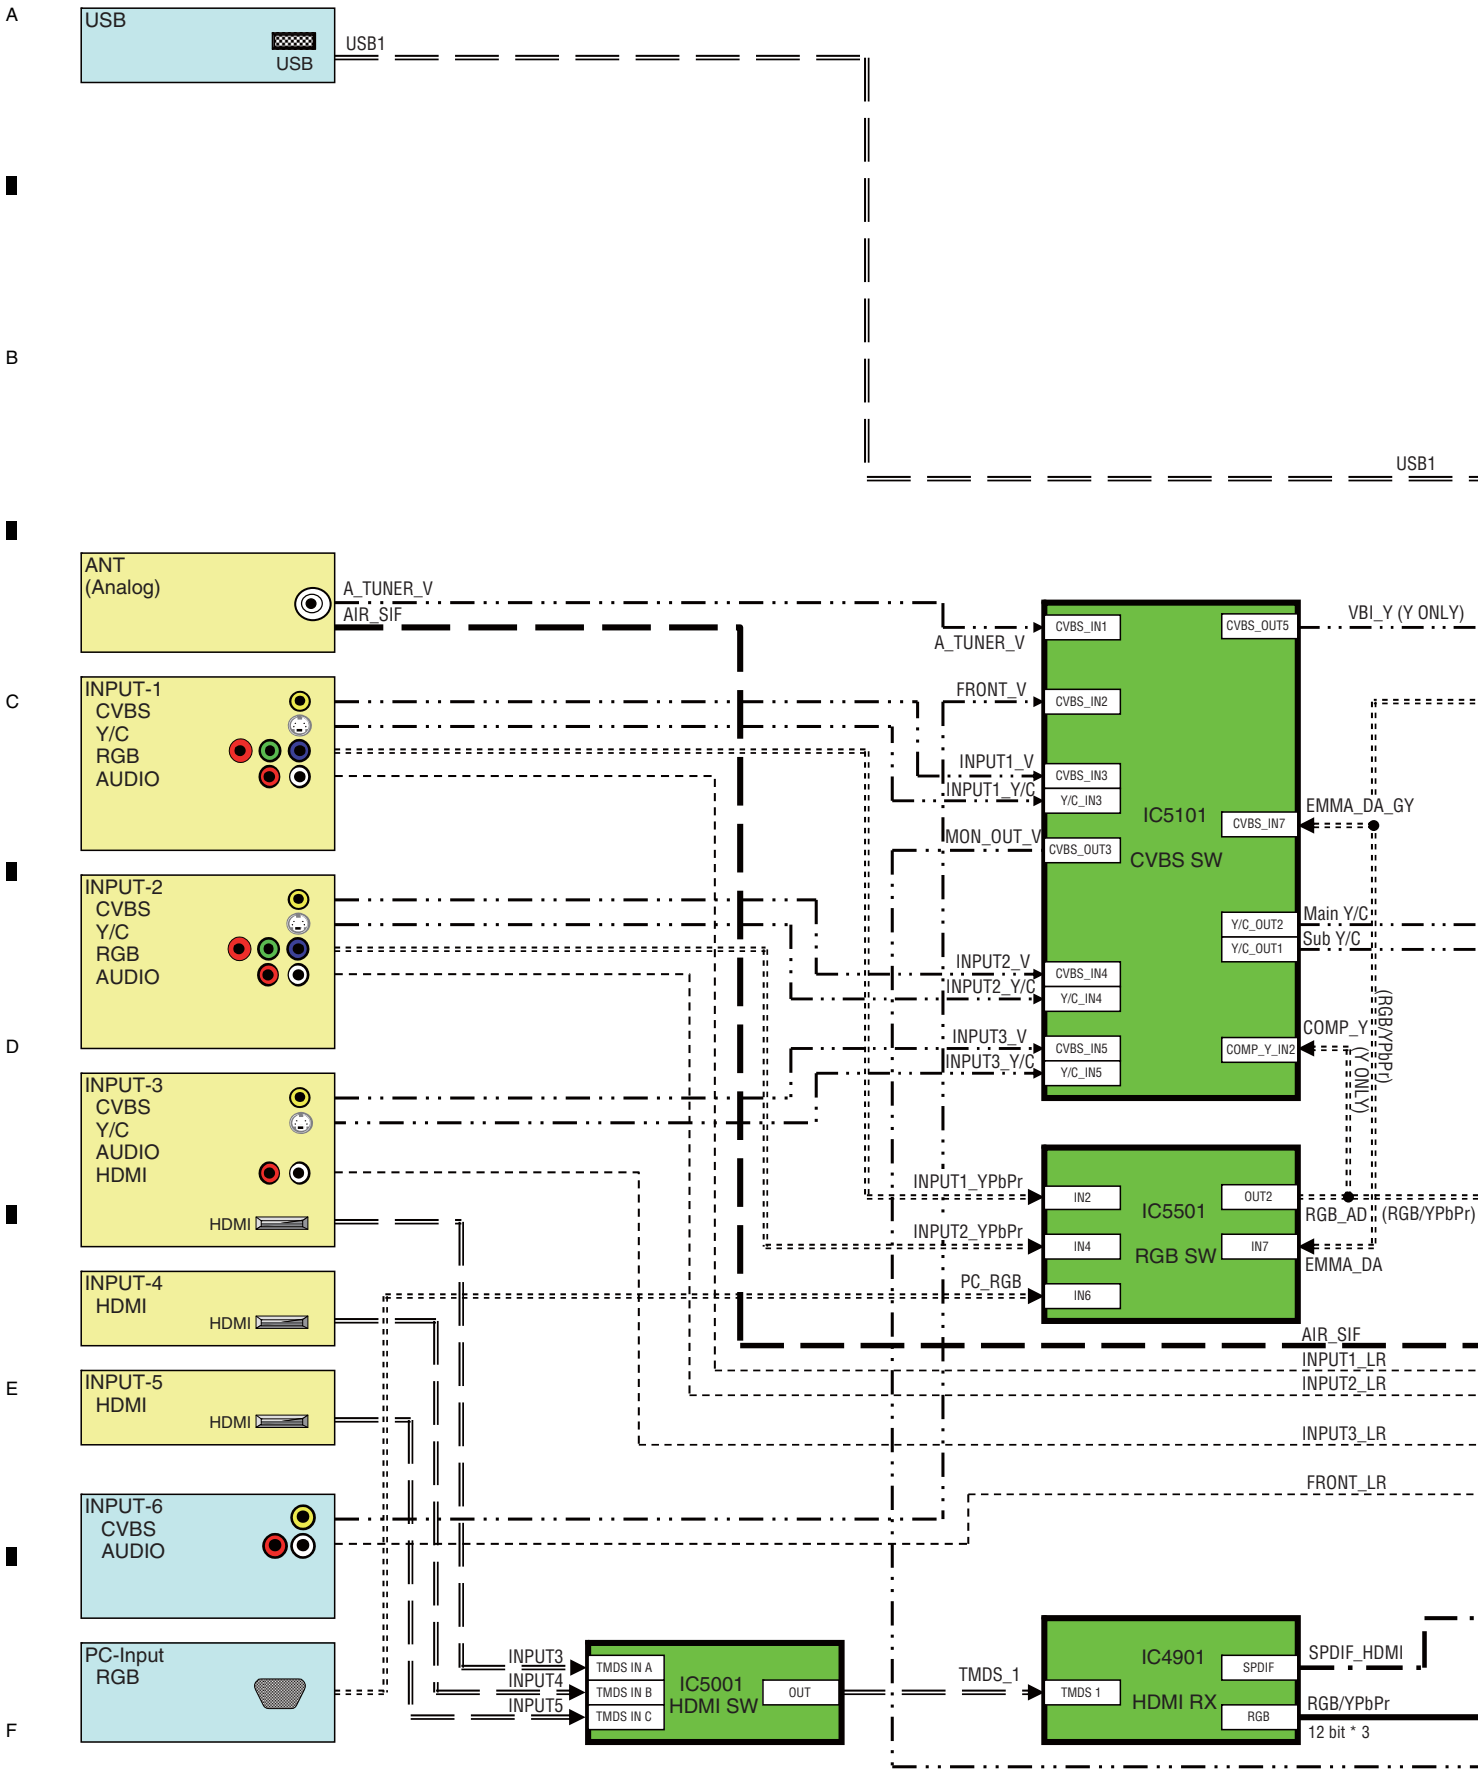 A
USB
USB
USB1
B
USB1
ANT
(Analog)
A_TUNER_V
AIR_SIF
A_TUNER_V
CVBS_IN1
CVBS_OUT5
VBI_Y (Y ONLY)
C
INPUT-1
CVBS
Y/C
RGB
AUDIO
FRONT_V
CVBS_IN2
INPUT1_V
CVBS_IN3
INPUT1_Y/C
Y/C_IN3
MON_OUT_V
CVBS_OUT3
IC5101
CVBS SW
CVBS_IN7
EMMA_DA_GY
INPUT-2
CVBS
Y/C
RGB
AUDIO
Y/C_OUT2
Main Y/C
Y/C_OUT1
Sub Y/C
INPUT2_V
CVBS_IN4
INPUT2_Y/C
Y/C_IN4
D
INPUT3_V
CVBS_IN5
INPUT3_Y/C
Y/C_IN5
COMP_Y_IN2
COMP_Y
(Y ONLY)
(RGB/YPbPr)
INPUT-3
CVBS
Y/C
AUDIO
HDMI
HDMI
INPUT1_YPbPr
IN2
INPUT2_YPbPr
IN4
PC_RGB
IN6
IC5501
RGB SW
OUT2
RGB_AD
(RGB/YPbPr)
IN7
EMMA_DA
INPUT-4
HDMI
HDMI
AIR_SIF
INPUT1_LR
INPUT2_LR
E
INPUT-5
HDMI
HDMI
INPUT3_LR
FRONT_LR
INPUT-6
CVBS
AUDIO
PC-Input
RGB
INPUT3
TMDS IN A
INPUT4
TMDS IN B
INPUT5
TMDS IN C
IC5001
HDMI SW
OUT
TMDS_1
TMDS 1
IC4901
HDMI RX
SPDIF
SPDIF_HDMI
RGB
RGB/YPbPr
12 bit * 3
F